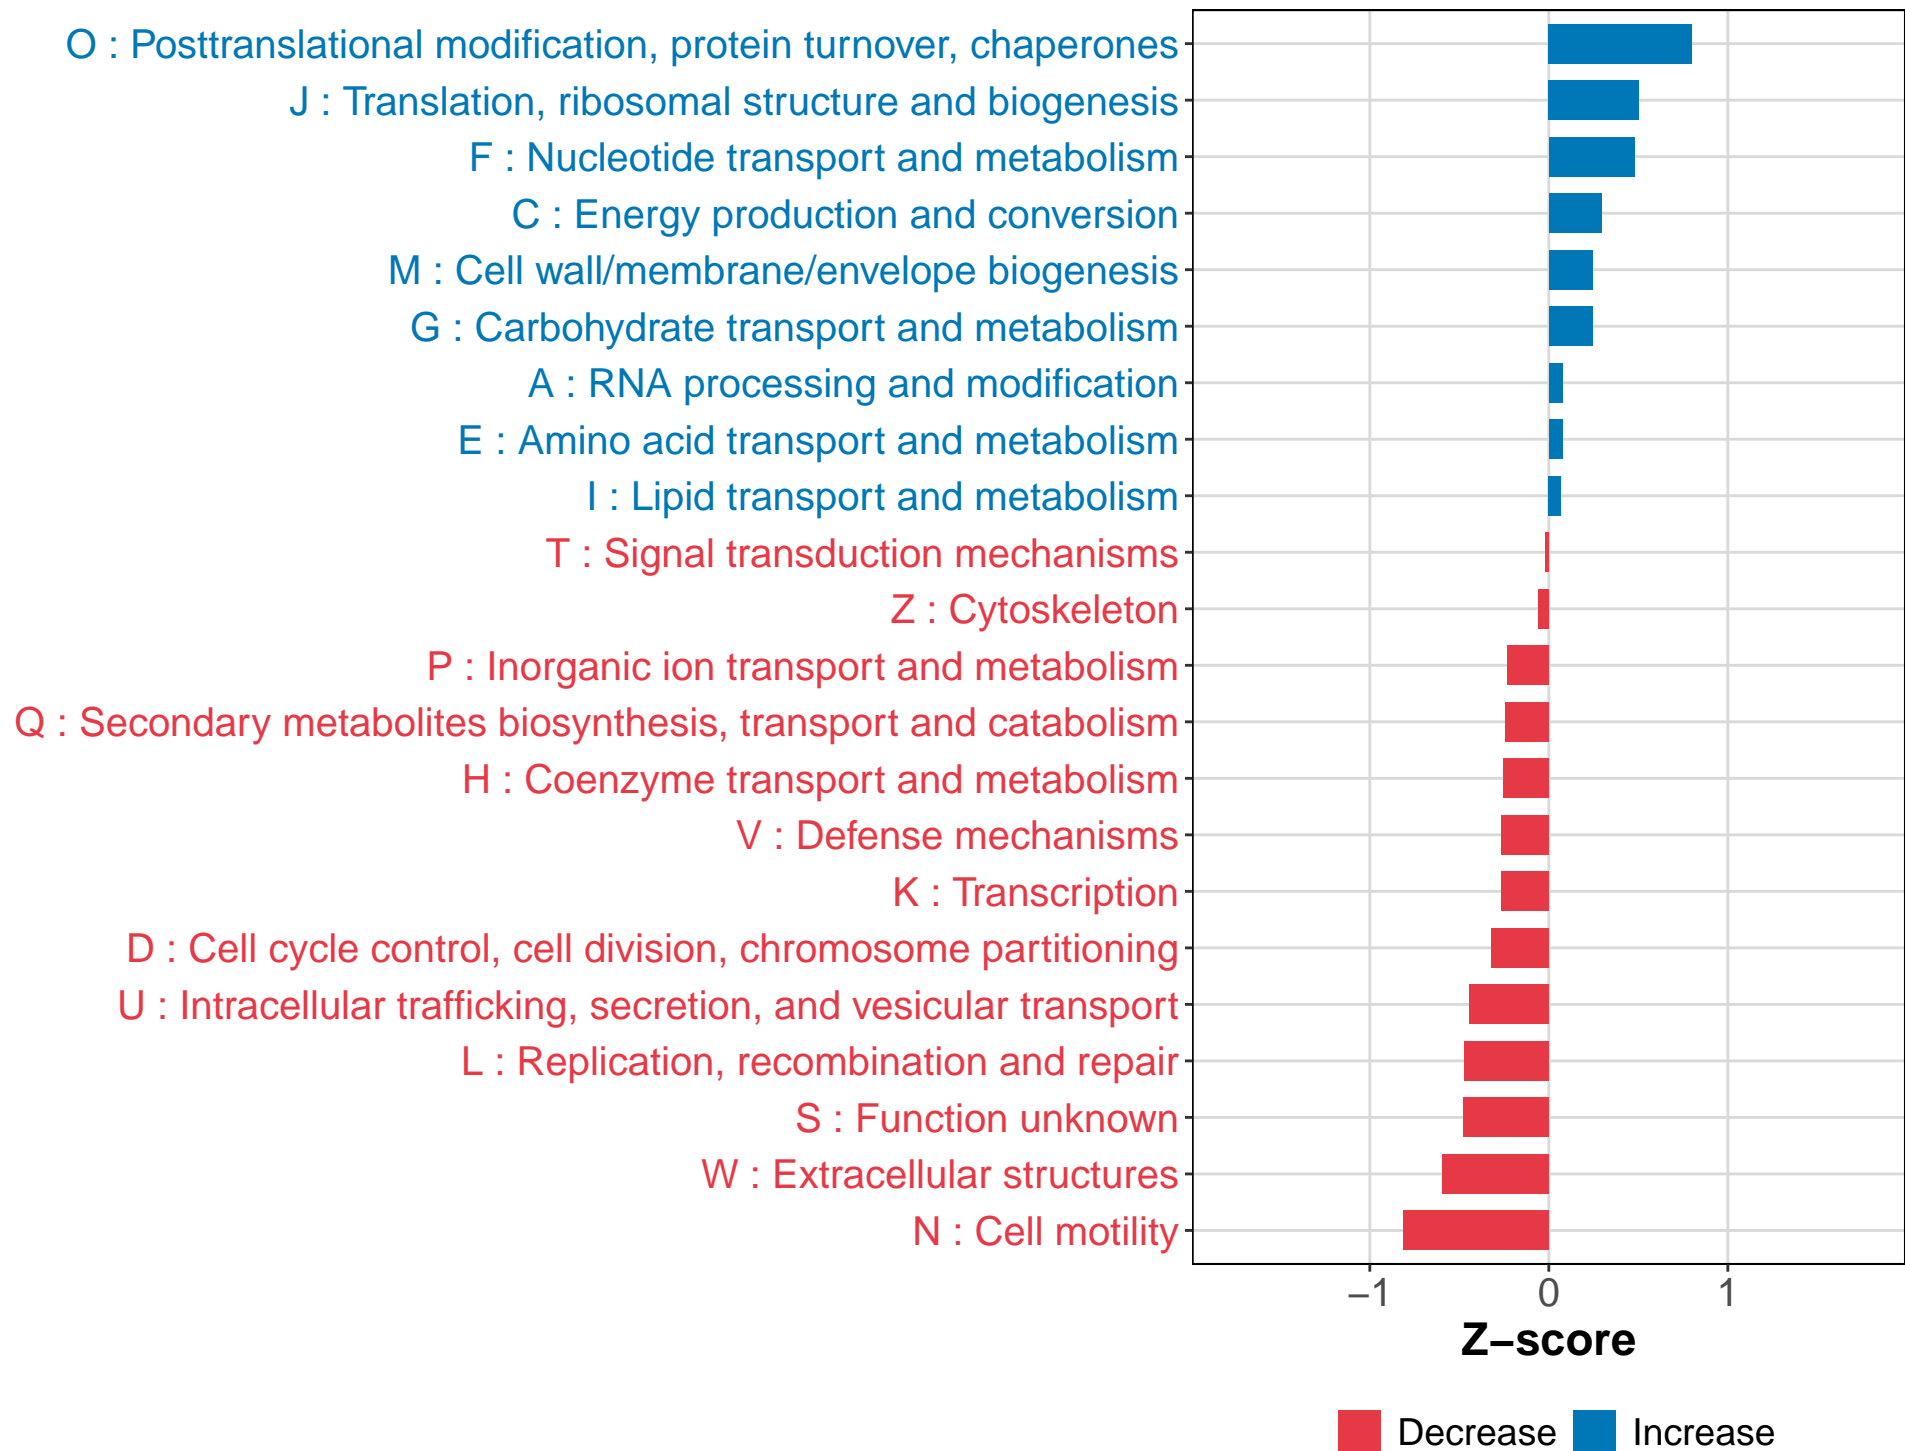 O : Posttranslational modification, protein turnover, chaperones
J : Translation, ribosomal structure and biogenesis
F : Nucleotide transport and metabolism
C : Energy production and conversion
M : Cell wall/membrane/envelope biogenesis
G : Carbohydrate transport and metabolism
A : RNA processing and modification
E : Amino acid transport and metabolism
I : Lipid transport and metabolism
T : Signal transduction mechanisms
Z : Cytoskeleton
P : Inorganic ion transport and metabolism
Q : Secondary metabolites biosynthesis, transport and catabolism
H : Coenzyme transport and metabolism
V : Defense mechanisms
K : Transcription
D : Cell cycle control, cell division, chromosome partitioning
U : Intracellular trafficking, secretion, and vesicular transport
L : Replication, recombination and repair
S : Function unknown
W : Extracellular structures
N : Cell motility
−1 0 1
Z−score
Decrease Increase